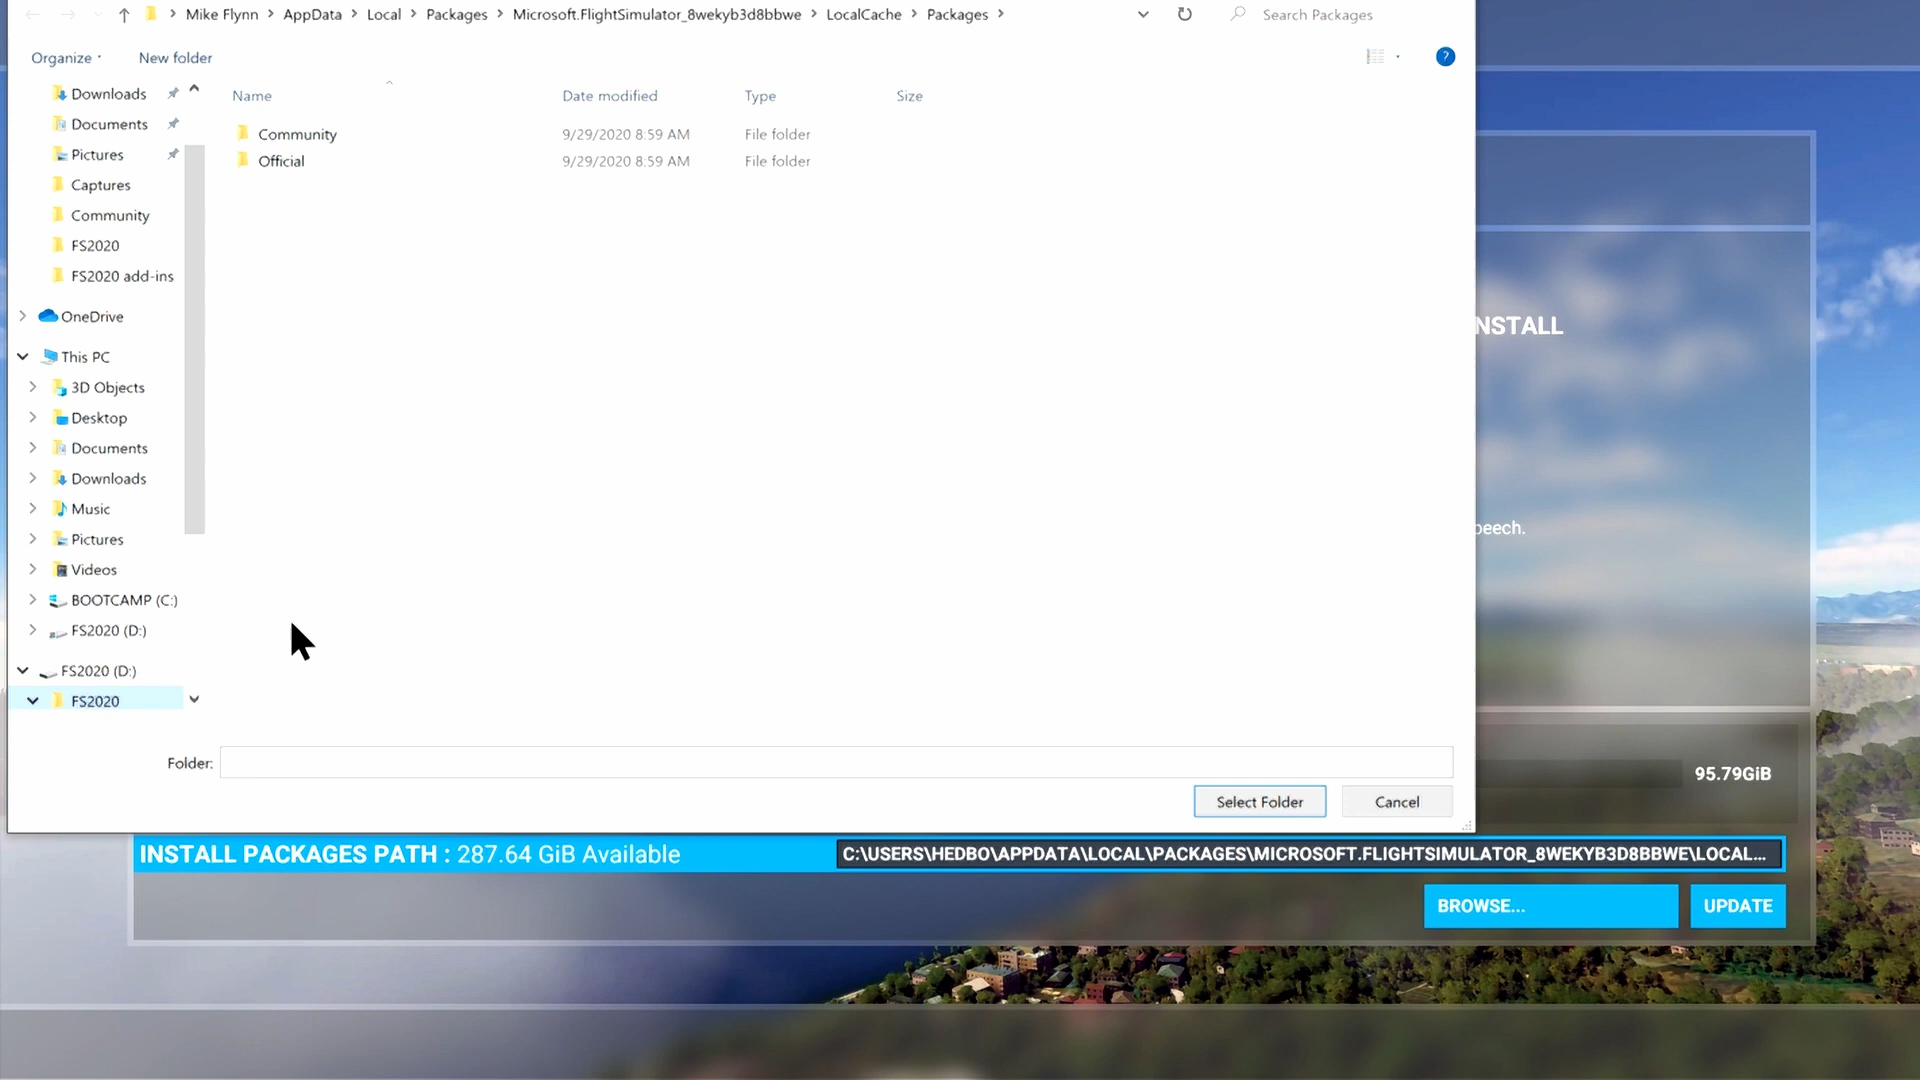 Mike Flynn > AppData > Local > Packages > Microsoft.FlightSimulator_8wekyb3d8bbwe > LocalCache > Packages >
Search Packages
Organize
New folder
?
Name
Date modified
Type
Size
Community
9/29/2020 8:59 AM
File folder
Official
9/29/2020 8:59 AM
File folder
Downloads
Documents
Pictures
Captures
Community
FS2020
FS2020 add-ins
OneDrive
This PC
3D Objects
Desktop
Documents
Downloads
Music
Pictures
Videos
BOOTCAMP (C:)
FS2020 (D:)
FS2020 (D:)
FS2020
Folder:
Select Folder
Cancel
NSTALL
peech.
95.79GiB
INSTALL PACKAGES PATH : 287.64 GiB Available
C:\USERS\HEDBO\APPDATA\LOCAL\PACKAGES\MICROSOFT.FLIGHTSIMULATOR_8WEKYB3D8BBWE\LOCAL...
BROWSE...
UPDATE